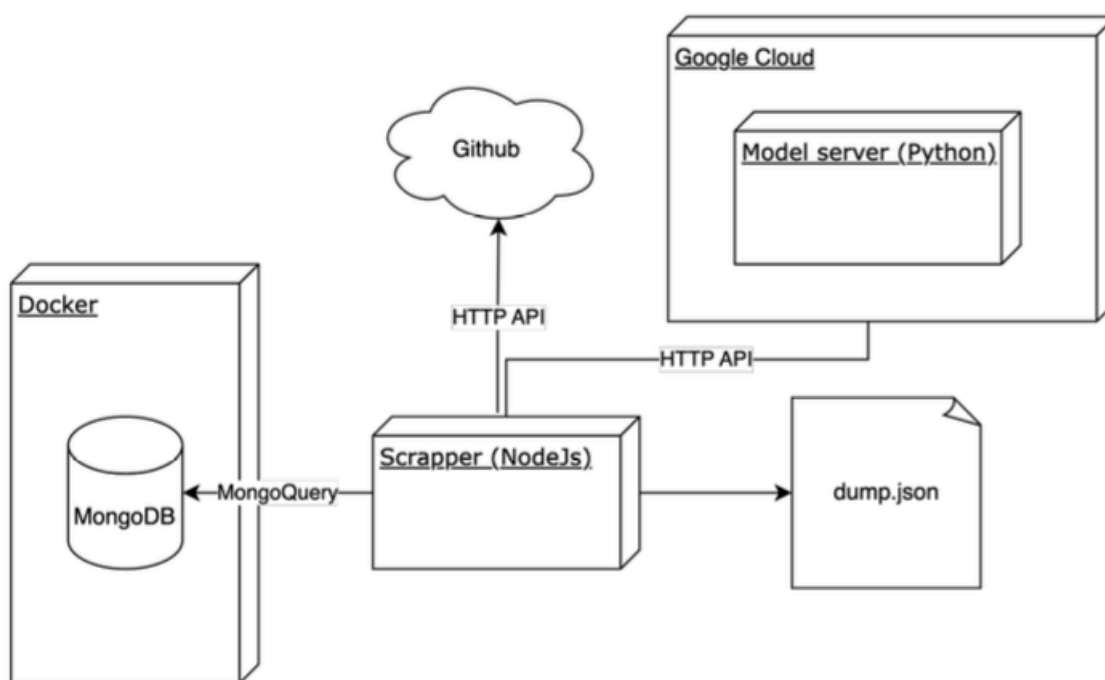 Google Cloud
Github
Model server (Python)
Docker
HTTP API
HTTP API
Scrapper (NodeJs)
MongoQuery
dump.json
MongoDB